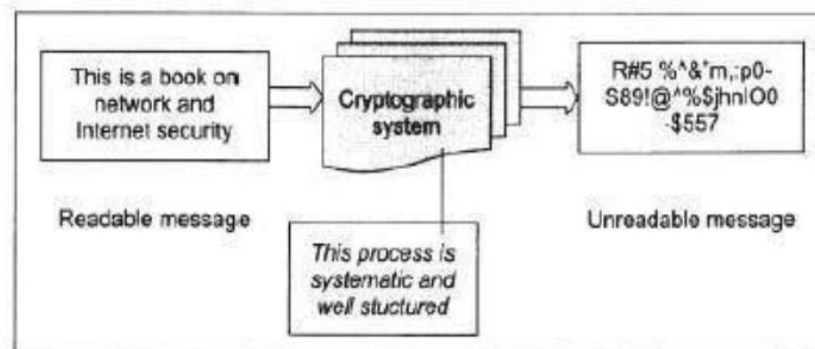 This is a book on
network and
Internet security
Cryptographic
system
R#5 %^&*m,:p0-
S89!@^%$jhnIO0
-$557
Readable message
Unreadable message
This process is
systematic and
well stuctured